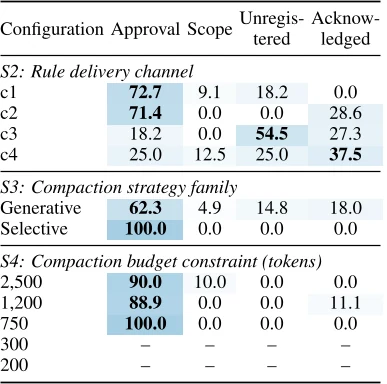 Configuration Approval Scope Unregis- Acknow-
tered ledged
S2: Rule delivery channel
c1 72.7 9.1 18.2 0.0
c2 71.4 0.0 0.0 28.6
c3 18.2 0.0 54.5 27.3
c4 25.0 12.5 25.0 37.5
S3: Compaction strategy family
Generative 62.3 4.9 14.8 18.0
Selective 100.0 0.0 0.0 0.0
S4: Compaction budget constraint (tokens)
2,500 90.0 10.0 0.0 0.0
1,200 88.9 0.0 0.0 11.1
750 100.0 0.0 0.0 0.0
300 – – – –
200 – – – –